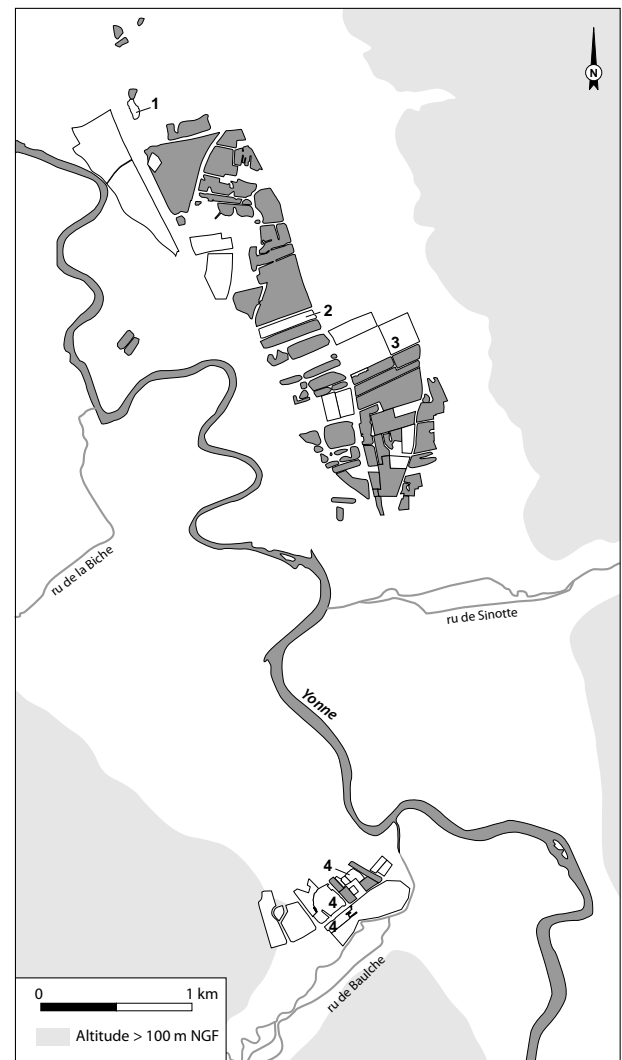 N
1
2
3
ru de la Biche
ru de Sinotte
Yonne
4
4
4
ru de Baulche
0 1 km
Altitude > 100 m NGF